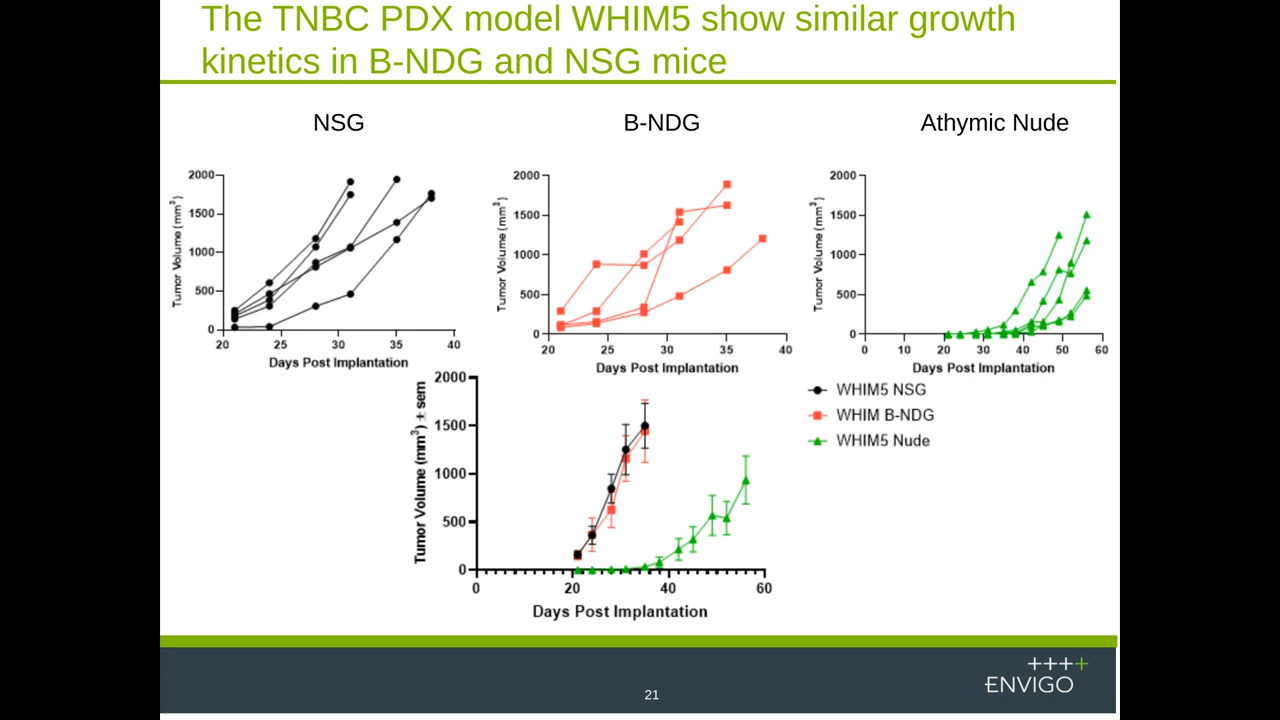 The TNBC PDX model WHIM5 show similar growth
kinetics in B-NDG and NSG mice
NSG
B-NDG
Athymic Nude
Tumor Volume (mm³)
2000
1500
1000
500
0
20 25 30 35 40
Days Post Implantation
Tumor Volume (mm³)
2000
1500
1000
500
0
20 25 30 35 40
Days Post Implantation
Tumor Volume (mm³)
2000
1500
1000
500
0
0 10 20 30 40 50 60
Days Post Implantation
Tumor Volume (mm³) ± sem
2000
1500
1000
500
0
0 20 40 60
Days Post Implantation
WHIM5 NSG
WHIM B-NDG
WHIM5 Nude
21
++++
ENVIGO